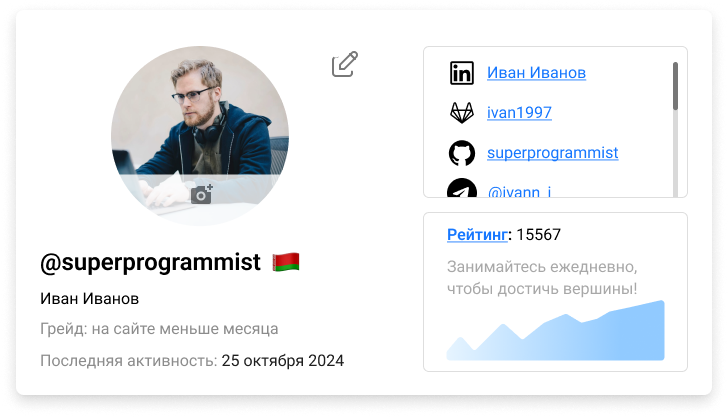 @superprogrammist
Иван Иванов
Грейд: на сайте меньше месяца
Последняя активность: 25 октября 2024
in
Иван Иванов
ivan1997
superprogrammist
@ivann_i
Рейтинг: 15567
Занимайтесь ежедневно,
чтобы достичь вершины!